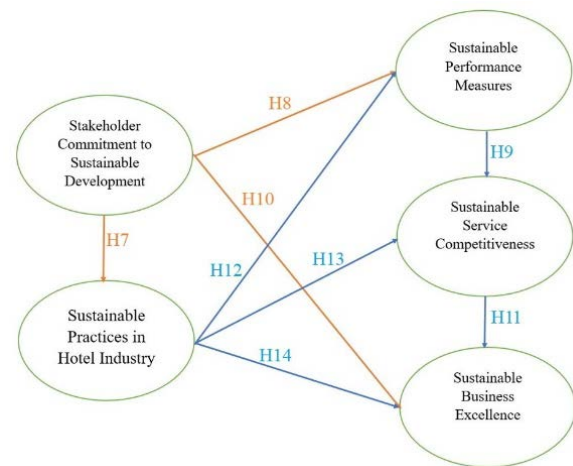 Sustainable
Performance
Measures
H8
Stakeholder
Commitment to
Sustainable
Development
H9
H10
Sustainable
Service
Competitiveness
H7
H12
H13
Sustainable
Practices in
Hotel Industry
H11
H14
Sustainable
Business
Excellence